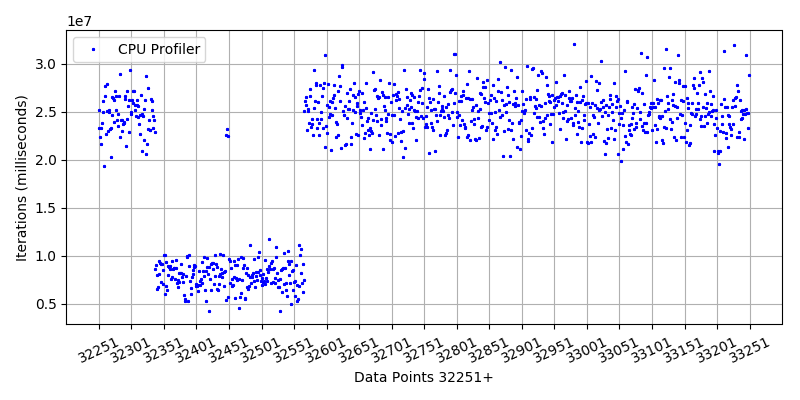 1e7
CPU Profiler
3.0
2.5
2.0
1.5
1.0
0.5
Iterations (milliseconds)
32251 32301 32351 32401 32451 32501 32551 32601 32651 32701 32751 32801 32851 32901 32951 33001 33051 33101 33151 33201 33251
Data Points 32251+